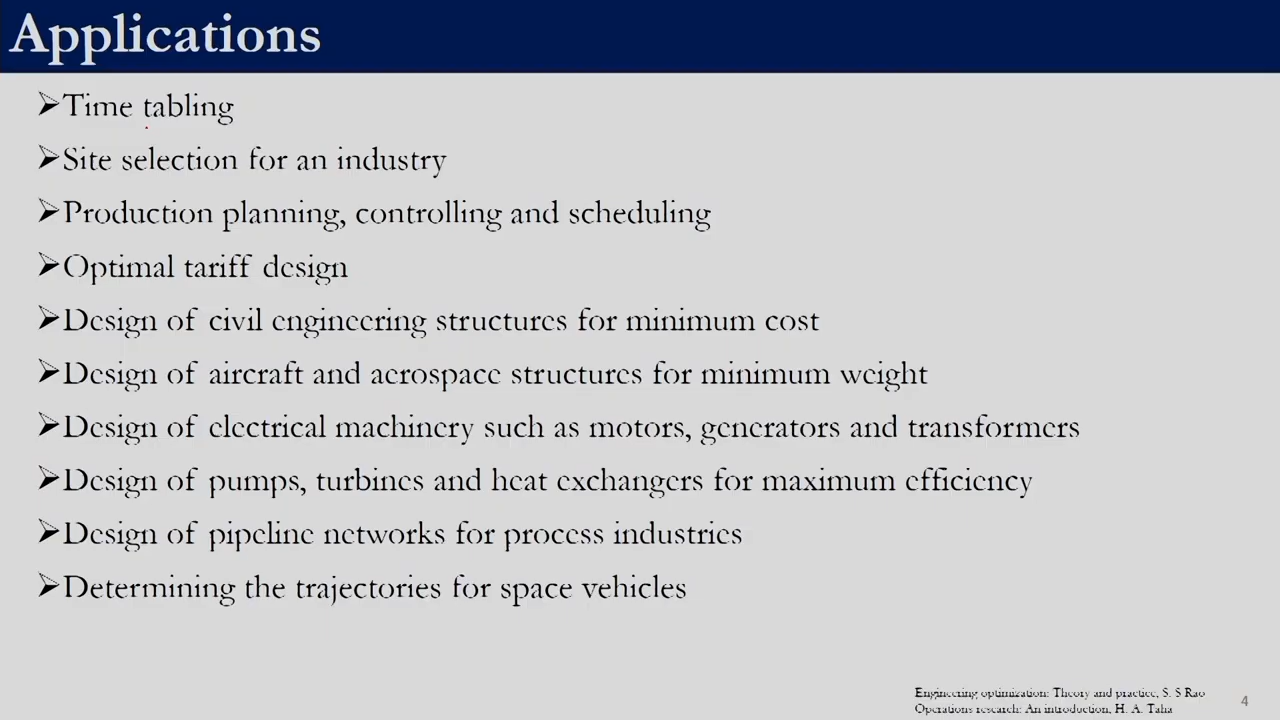 Applications
➢Time tabling
➢Site selection for an industry
➢Production planning, controlling and scheduling
➢Optimal tariff design
➢Design of civil engineering structures for minimum cost
➢Design of aircraft and aerospace structures for minimum weight
➢Design of electrical machinery such as motors, generators and transformers
➢Design of pumps, turbines and heat exchangers for maximum efficiency
➢Design of pipeline networks for process industries
➢Determining the trajectories for space vehicles
Engineering optimization: Theory and practice, S. S Rao
Operations research: An introduction, H. A. Taha
4